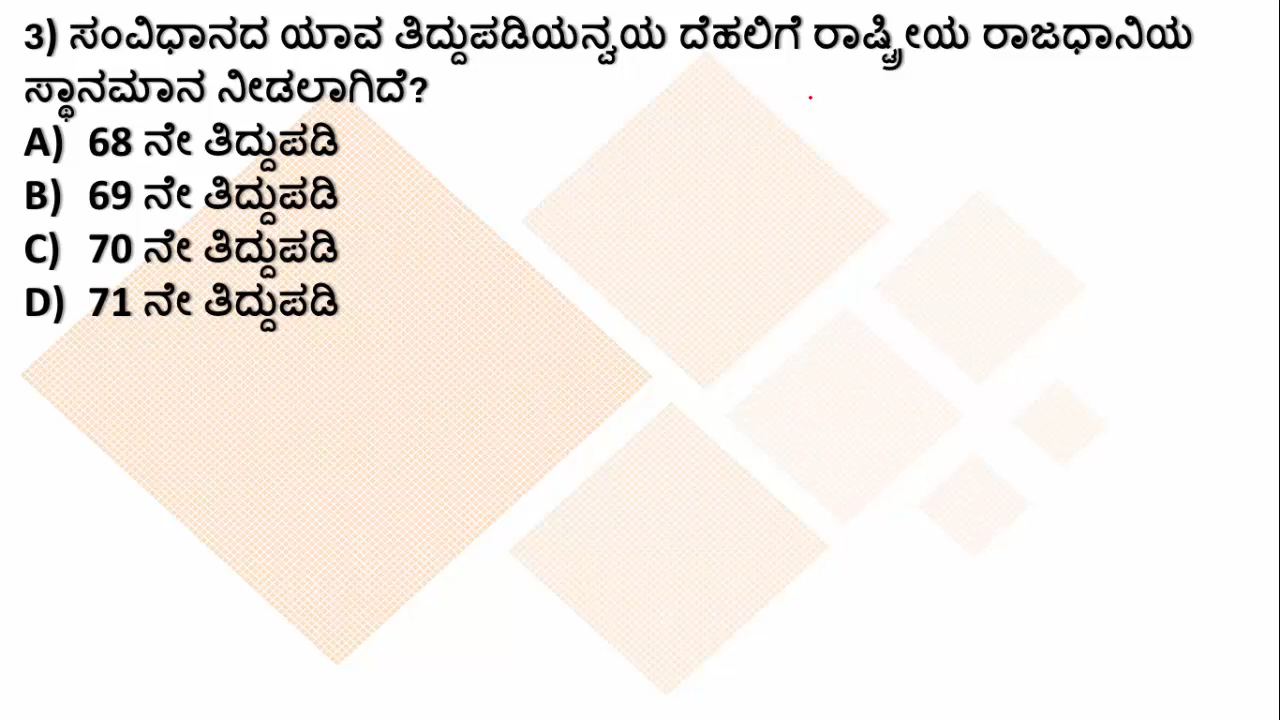 3) ಸಂವಿಧಾನದ ಯಾವ ತಿದ್ದುಪಡಿಯನ್ವಯ ದೆಹಲಿಗೆ ರಾಷ್ಟ್ರೀಯ ರಾಜಧಾನಿಯ
ಸ್ಥಾನಮಾನ ನೀಡಲಾಗಿದೆ?
A) 68 ನೇ ತಿದ್ದುಪಡಿ
B) 69 ನೇ ತಿದ್ದುಪಡಿ
C) 70 ನೇ ತಿದ್ದುಪಡಿ
D) 71 ನೇ ತಿದ್ದುಪಡಿ